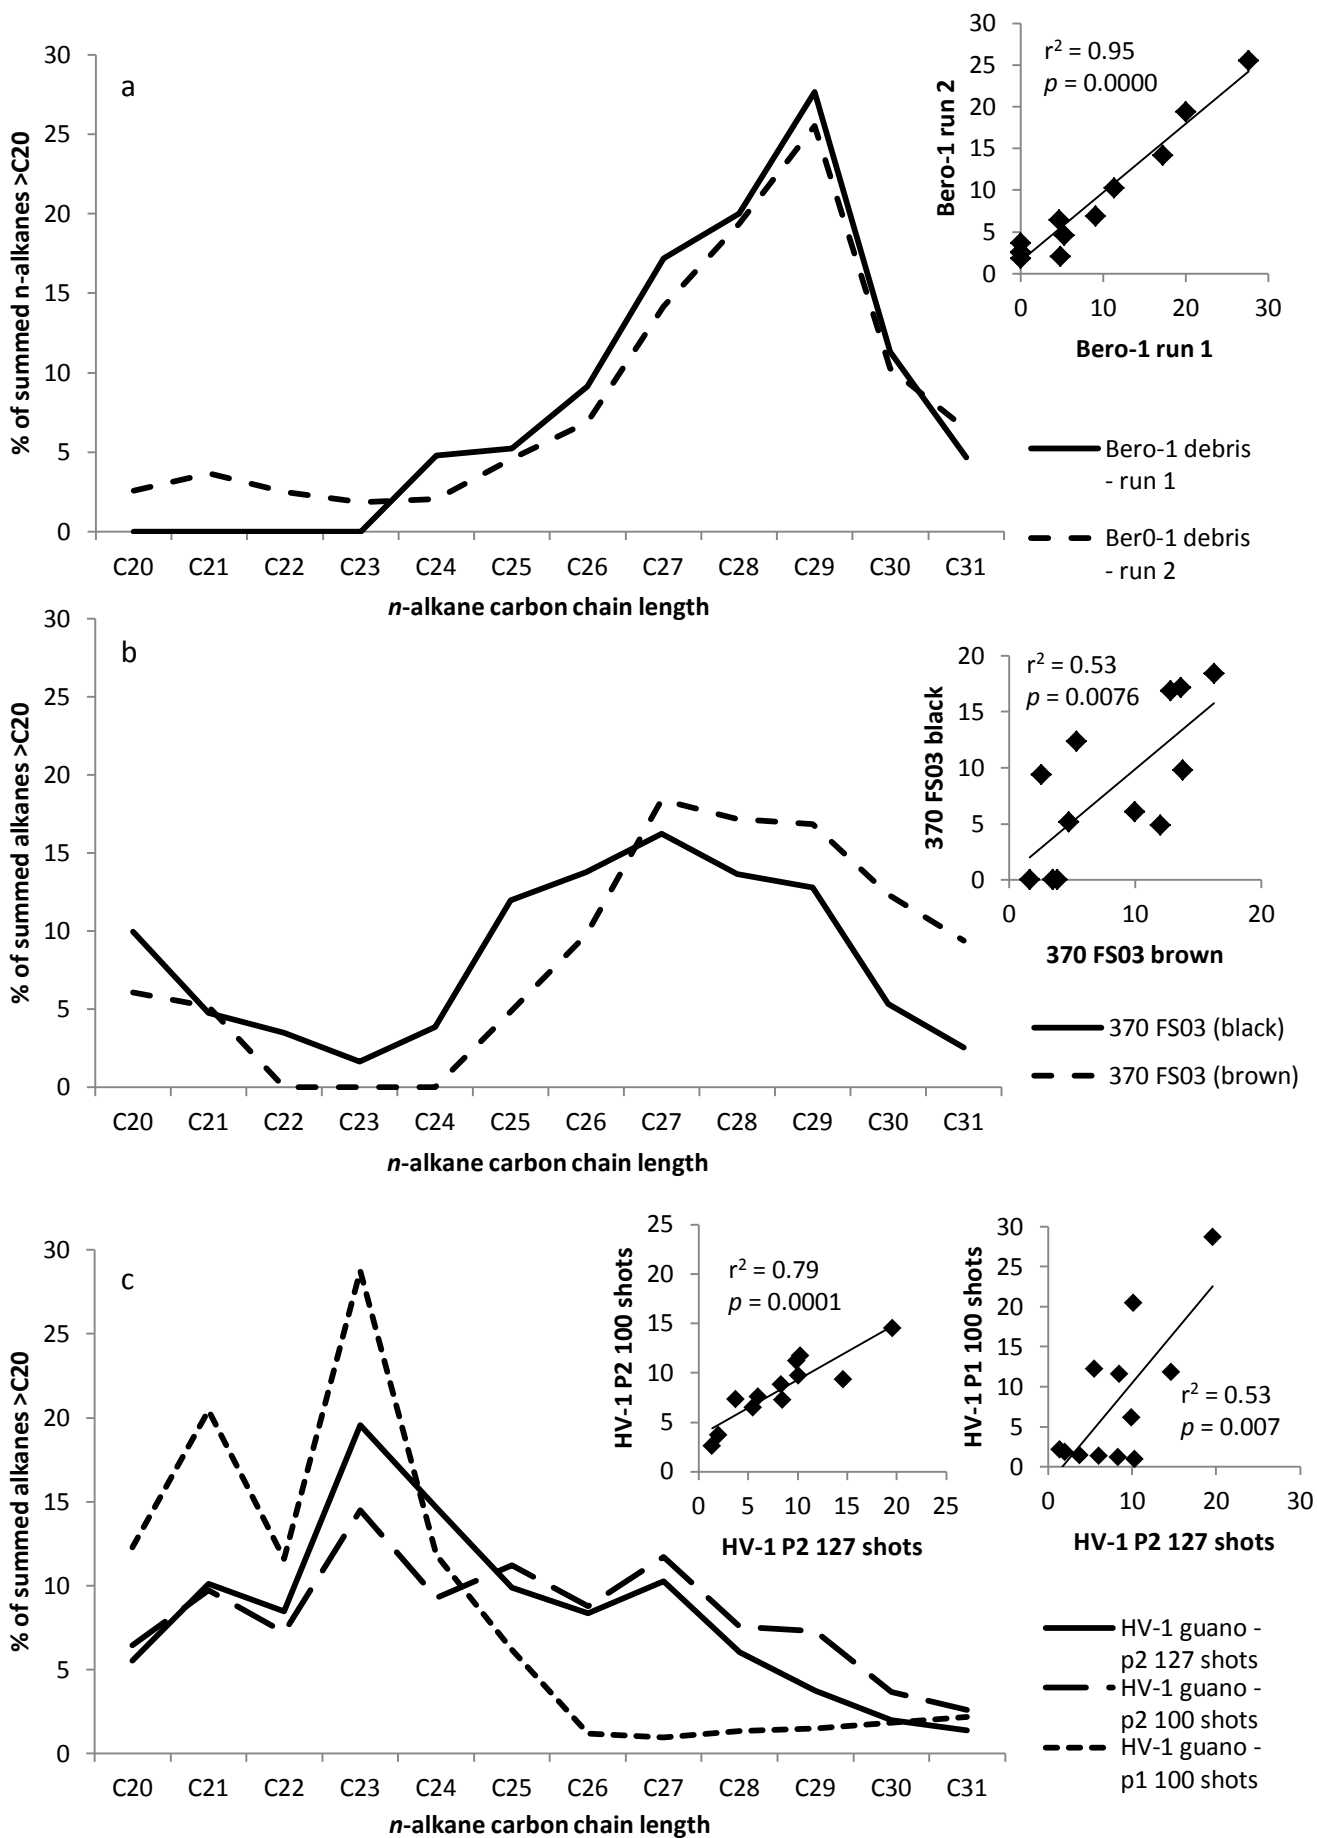 a
30
25
20
15
10
5
0
% of summed n-alkanes >C20
C20 C21 C22 C23 C24 C25 C26 C27 C28 C29 C30 C31
n-alkane carbon chain length
r² = 0.95
p = 0.0000
30
25
20
15
10
5
0
Bero-1 run 2
0 10 20 30
Bero-1 run 1
Bero-1 debris
- run 1
Ber0-1 debris
- run 2
b
30
25
20
15
10
5
0
% of summed alkanes >C20
C20 C21 C22 C23 C24 C25 C26 C27 C28 C29 C30 C31
n-alkane carbon chain length
r² = 0.53
p = 0.0076
20
15
10
5
0
370 FS03 black
0 10 20
370 FS03 brown
370 FS03 (black)
370 FS03 (brown)
c
30
25
20
15
10
5
0
% of summed alkanes >C20
C20 C21 C22 C23 C24 C25 C26 C27 C28 C29 C30 C31
n-alkane carbon chain length
r² = 0.79
p = 0.0001
25
20
15
10
5
0
HV-1 P2 100 shots
0 5 10 15 20 25
HV-1 P2 127 shots
30
25
20
15
10
5
0
HV-1 P1 100 shots
r² = 0.53
p = 0.007
0 10 20 30
HV-1 P2 127 shots
HV-1 guano -
p2 127 shots
HV-1 guano -
p2 100 shots
HV-1 guano -
p1 100 shots